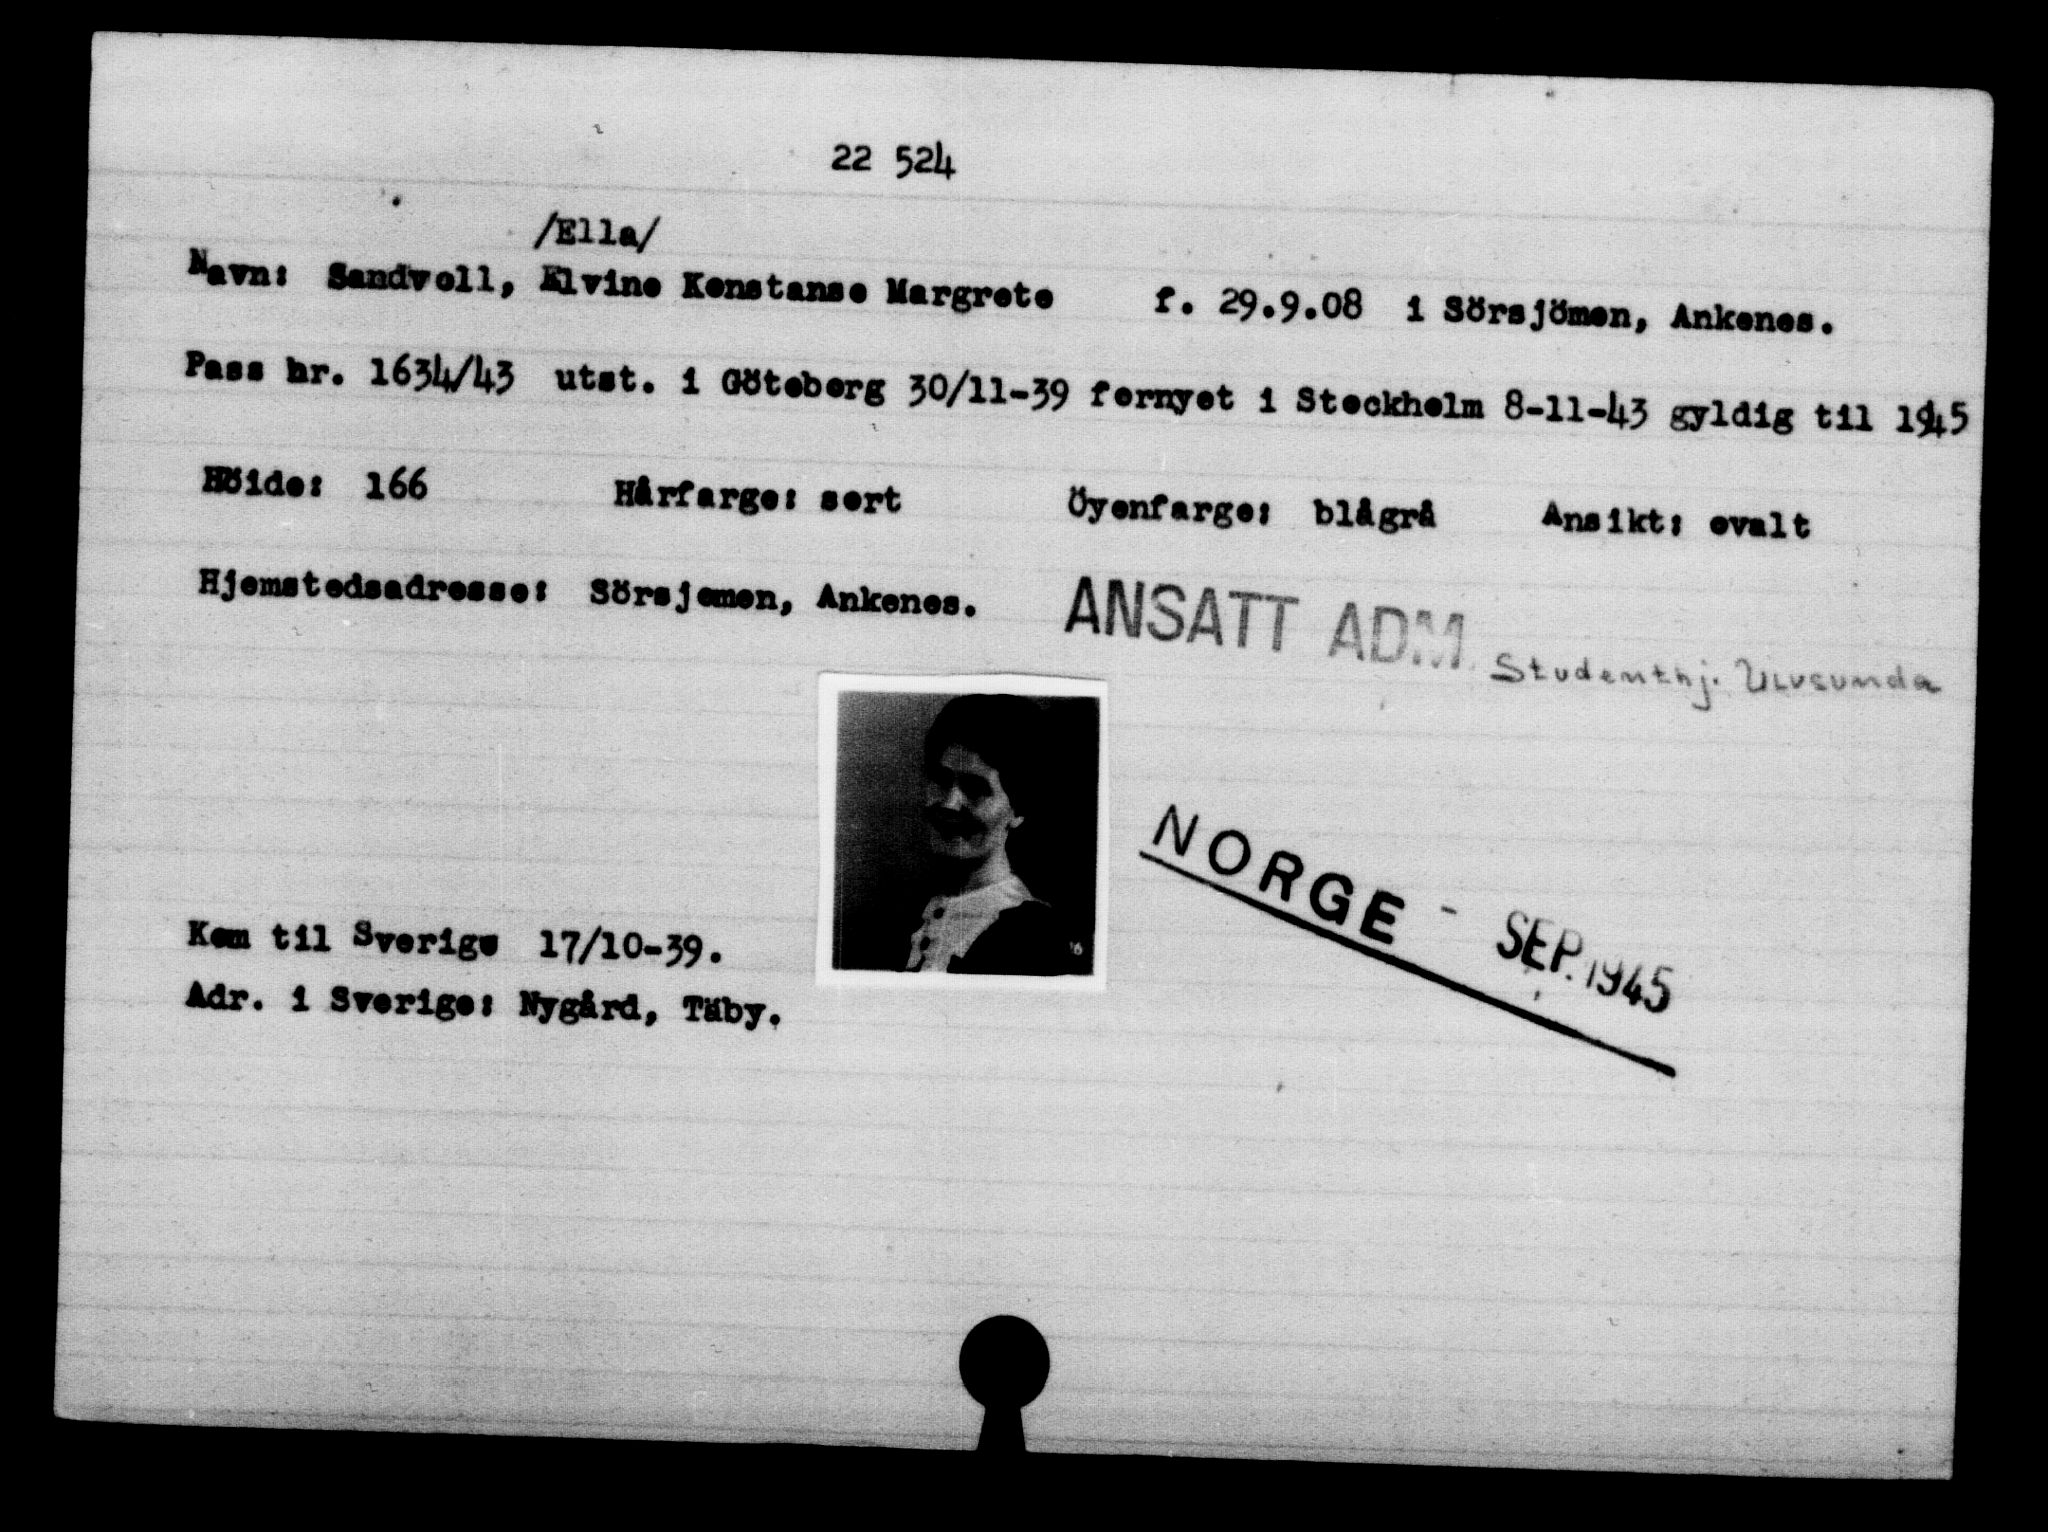 22 524
/Ella/
Navn: Sandvoll, Elvine Konstanse Margrete f. 29.9.08 i Sörsjömen, Ankenes.
Pass nr. 1634/43 utst. i Göteborg 30/11-39 fornyet i Stockholm 8-11-43 gyldig til 1945
Höide: 166 Hårfarge: sort Öyenfarge: blågrå Ansikt: ovalt
Hjemstedsadresse: Sörsjomen, Ankenes.
ANSATT ADM. Studenthj. Ulvsunda
NORGE - SEP. 1945
Kom til Sverige 17/10-39.
Adr. i Sverige: Nygård, Täby.